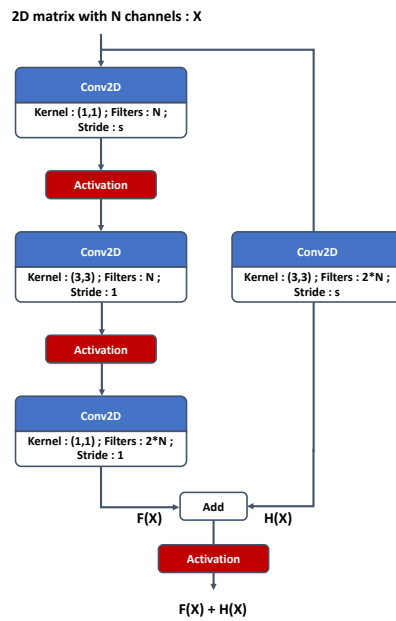 2D matrix with N channels : X
Conv2D
Kernel : (1,1) ; Filters : N ;
Stride : s
Activation
Conv2D
Kernel : (3,3) ; Filters : N ;
Stride : 1
Conv2D
Kernel : (3,3) ; Filters : 2*N ;
Stride : s
Activation
Conv2D
Kernel : (1,1) ; Filters : 2*N ;
Stride : 1
F(X)
Add
H(X)
Activation
F(X) + H(X)